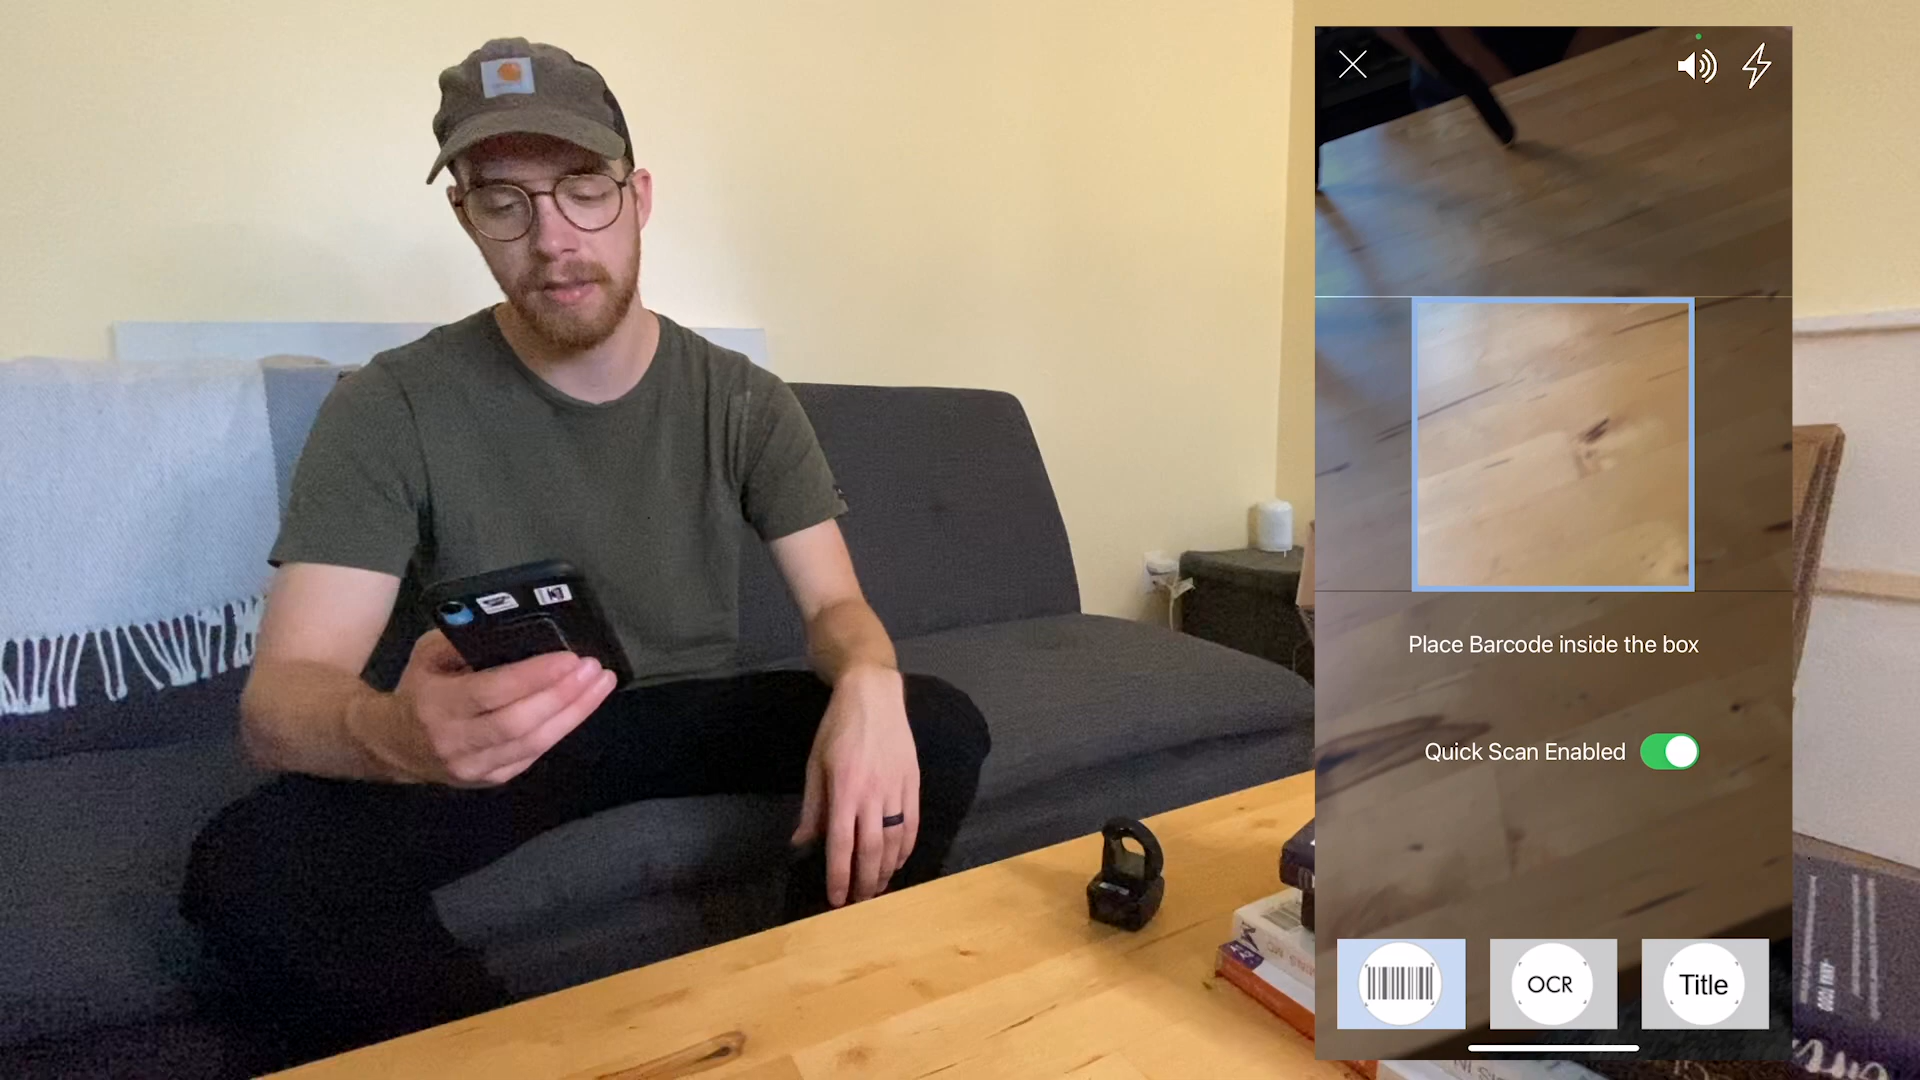 Place Barcode inside the box
Quick Scan Enabled
OCR
Title